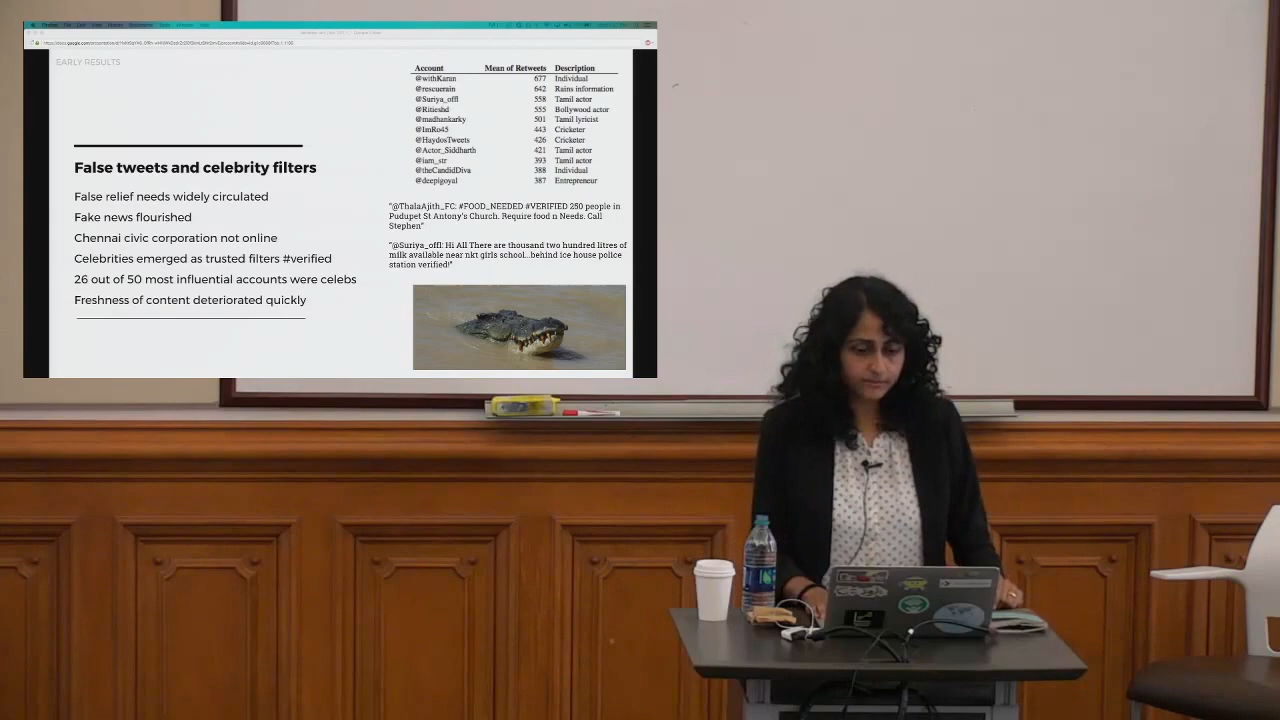 EARLY RESULTS
False tweets and celebrity filters
False relief needs widely circulated
Fake news flourished
Chennai civic corporation not online
Celebrities emerged as trusted filters #verified
26 out of 50 most influential accounts were celebs
Freshness of content deteriorated quickly
Account Mean of Retweets Description
@withKaran 677 Individual
@rescuerain 642 Rains information
@Suriya_offl 558 Tamil actor
@Ritieshd 555 Bollywood actor
@madhankarky 501 Tamil lyricist
@ImRo45 443 Cricketer
@HaydosTweets 426 Cricketer
@Actor_Siddharth 421 Tamil actor
@iam_str 393 Tamil actor
@theCandidDiva 388 Individual
@deepigoyal 387 Entrepreneur
"@ThalaAjith_FC: #FOOD_NEEDED #VERIFIED 250 people in
Pudupet St Antony's Church. Require food n Needs. Call
Stephen"
"@Suriya_offl: Hi All There are thousand two hundred litres of
milk available near nkt girls school...behind ice house police
station verified!"